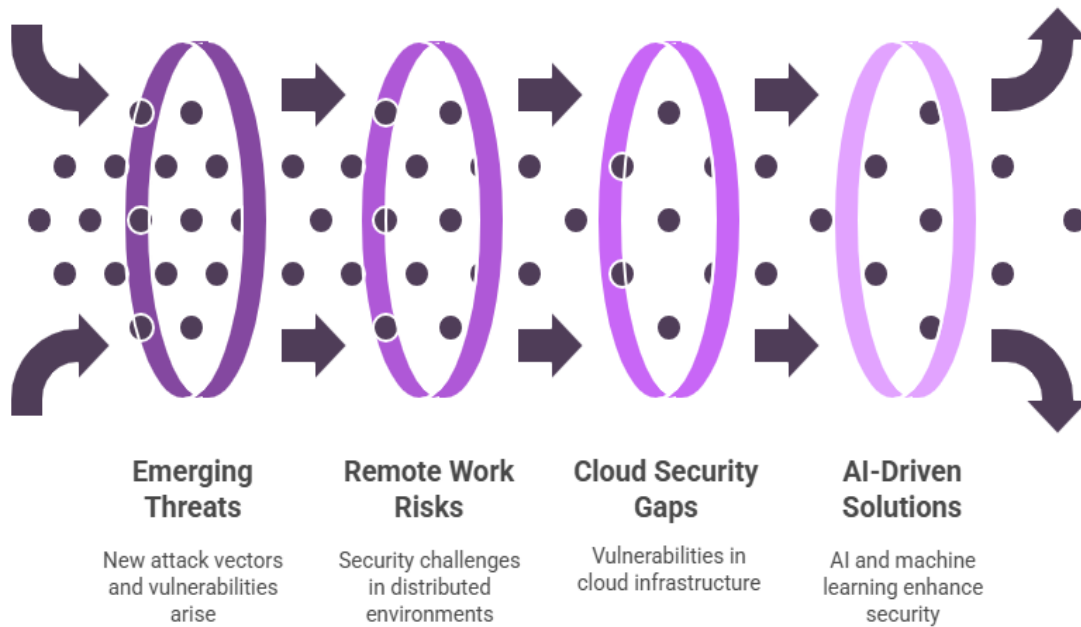 Emerging
Threats
New attack vectors
and vulnerabilities
arise
Remote Work
Risks
Security challenges
in distributed
environments
Cloud Security
Gaps
Vulnerabilities in
cloud infrastructure
AI-Driven
Solutions
AI and machine
learning enhance
security